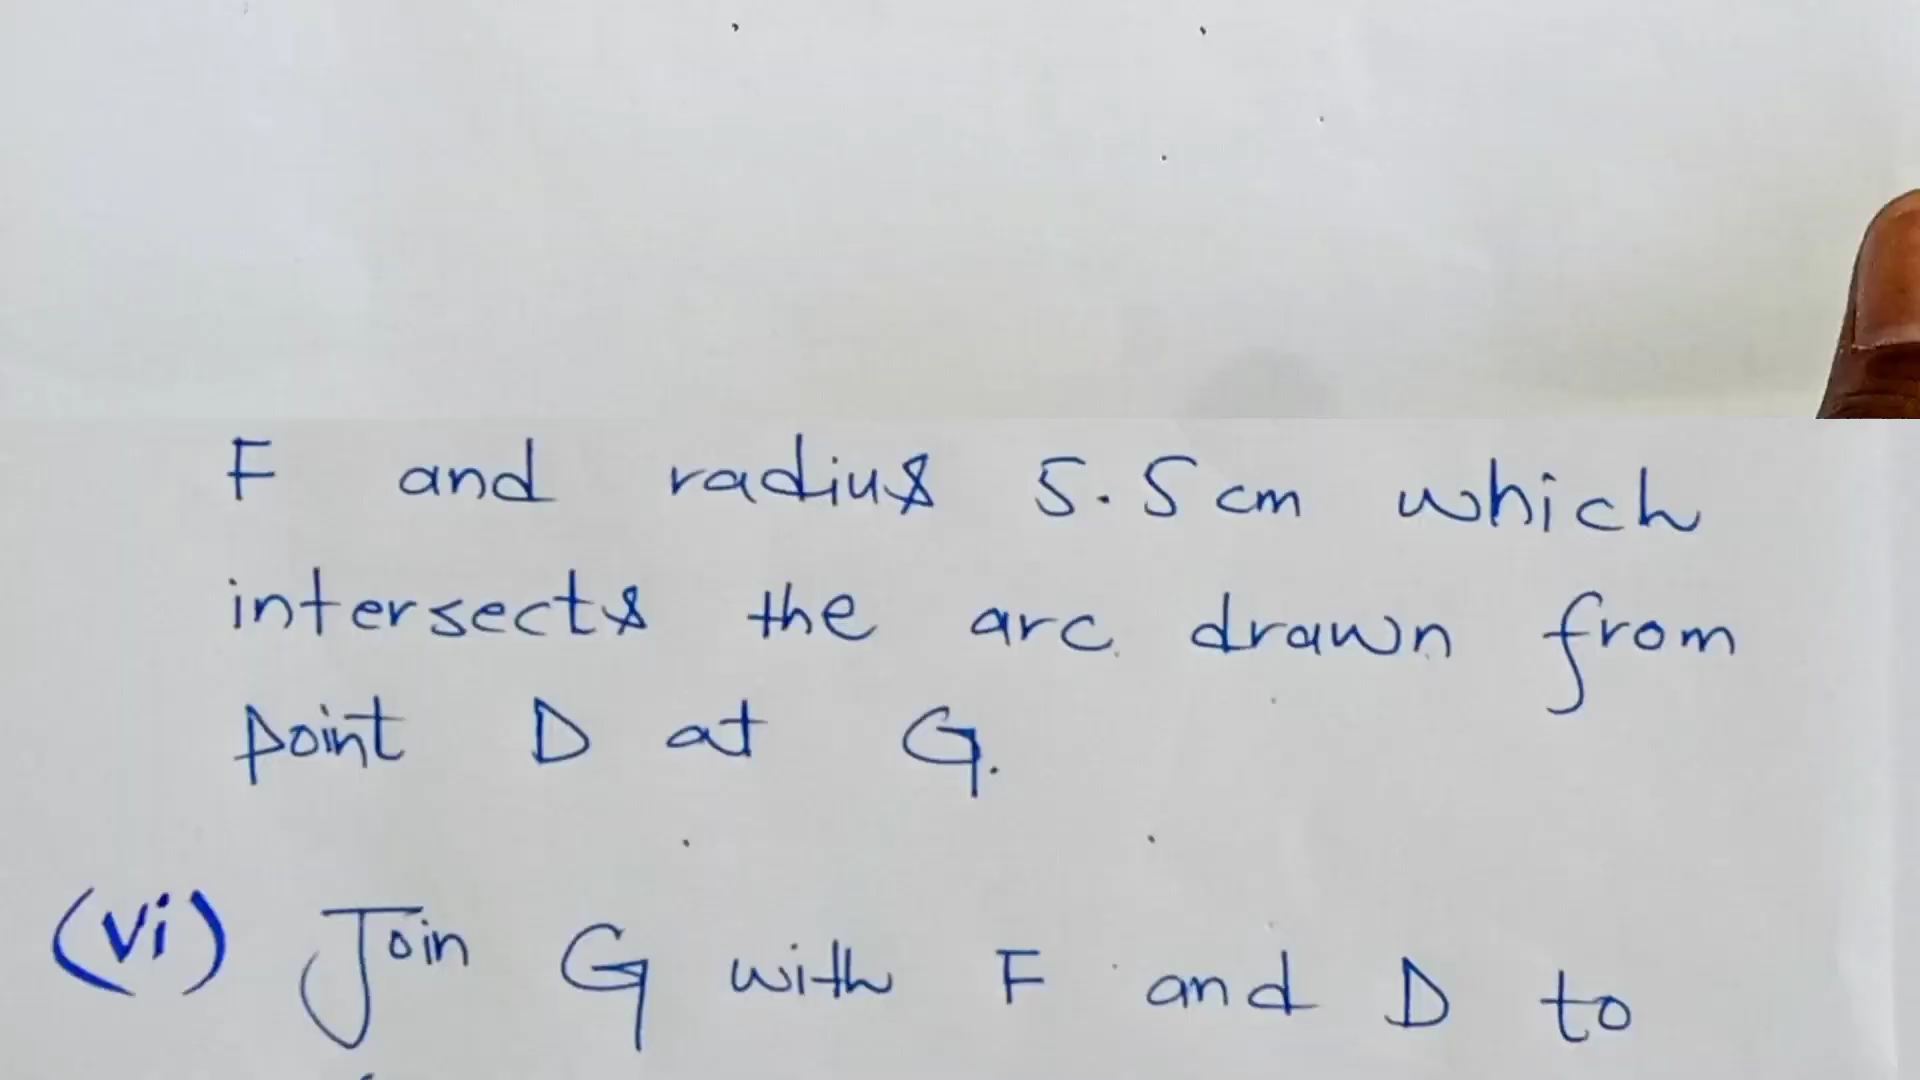 F and radius 5.5 cm which
intersects the arc drawn from
point D at G.
(vi) Join G with F and D to